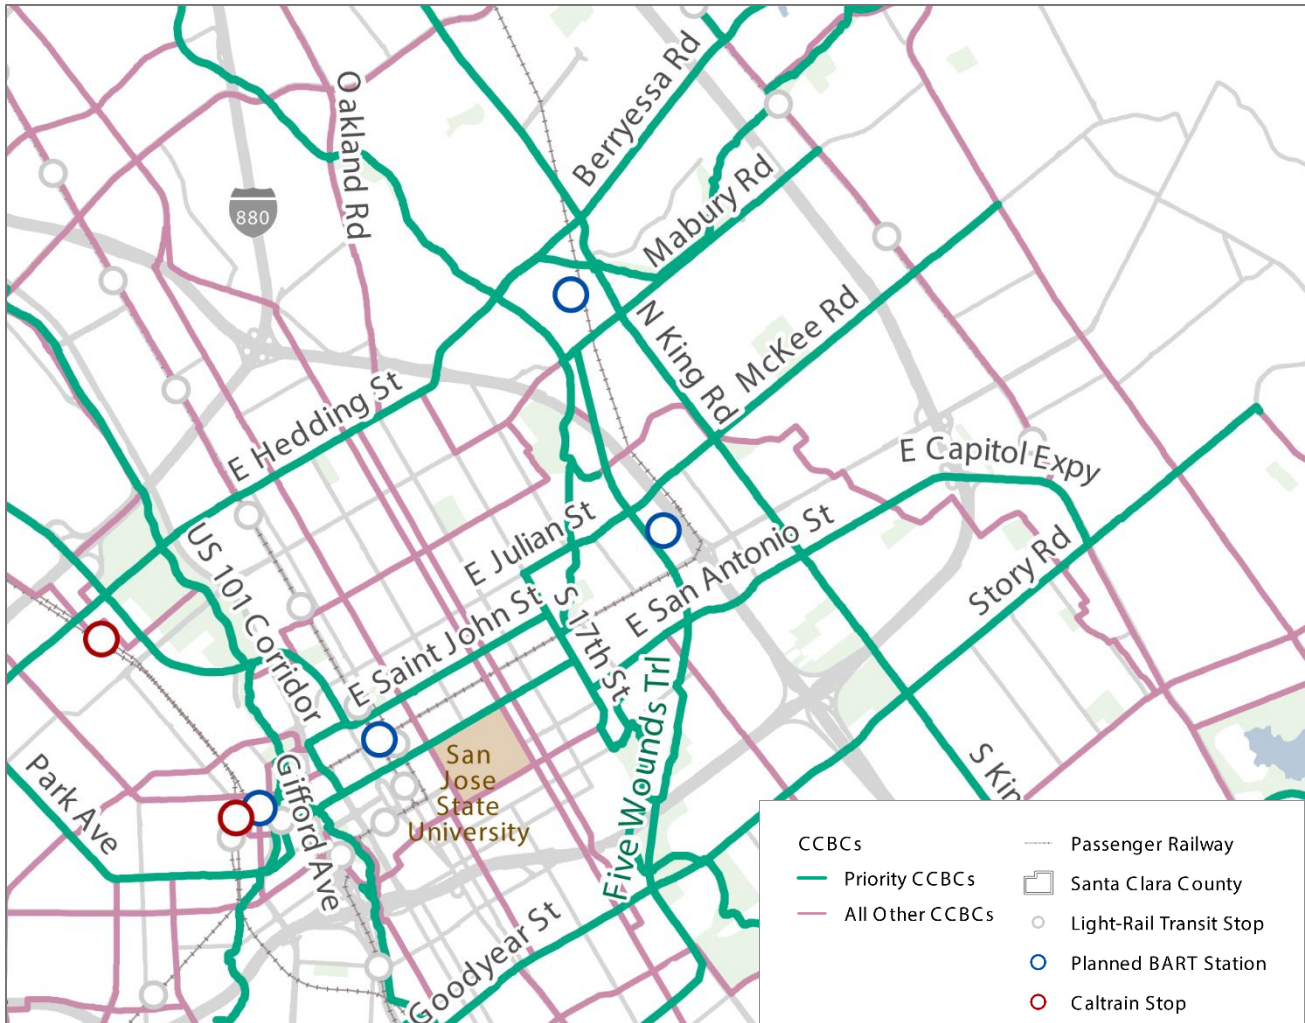 Oakland Rd
Berryessa Rd
880
Mabury Rd
N King Rd
McKee Rd
E Hedding St
E Capitol Expy
US 101 Corridor
E Julian St
E San Antonio St
Story Rd
E Saint John St
S 17th St
Five Wounds Trl
San
Jose
State
University
Park Ave
Gifford Ave
S Kin
Goodyear St
CCBCs
Priority CCBCs
All Other CCBCs
Passenger Railway
Santa Clara County
Light-Rail Transit Stop
Planned BART Station
Caltrain Stop